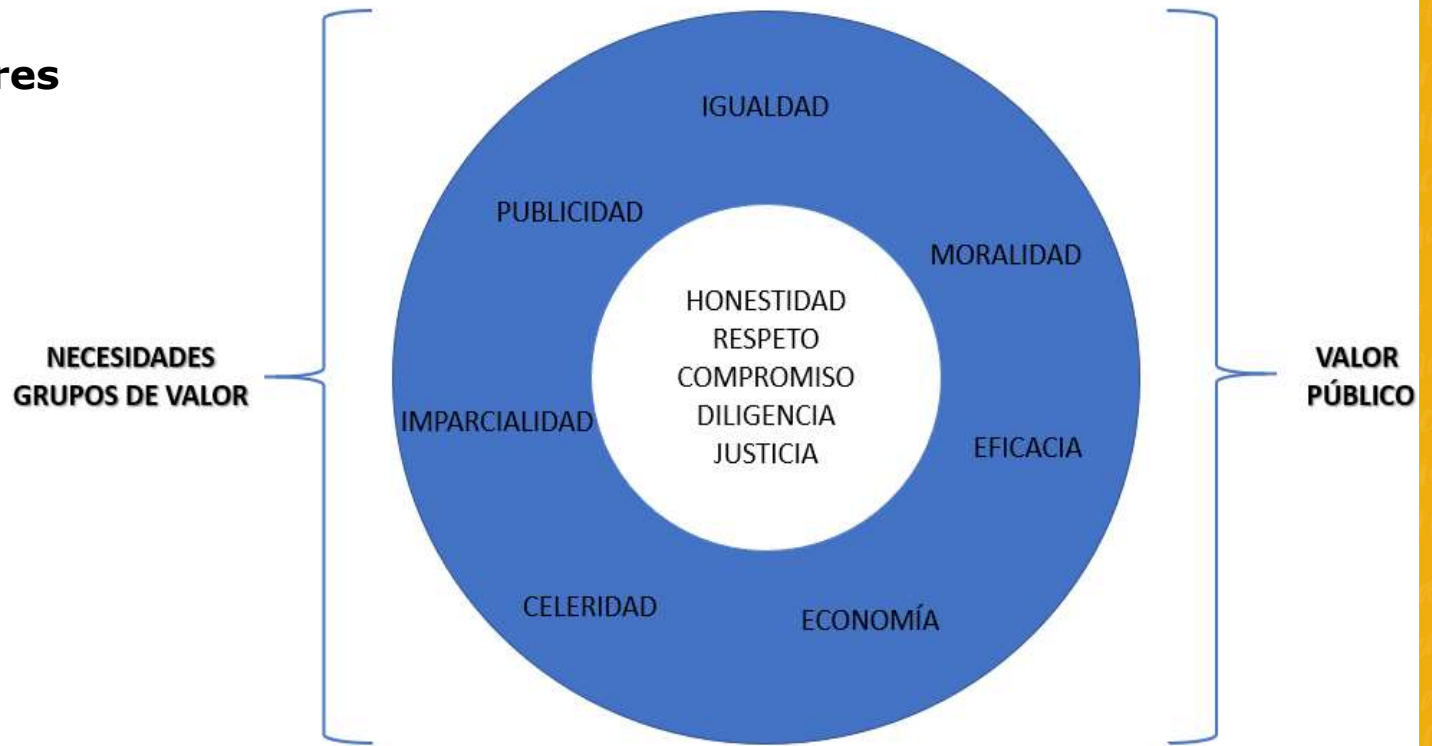 res
IGUALDAD
PUBLICIDAD
MORALIDAD
HONESTIDAD
RESPETO
COMPROMISO
DILIGENCIA
JUSTICIA
NECESIDADES
GRUPOS DE VALOR
VALOR
PÚBLICO
IMPARCIALIDAD
EFICACIA
CELERIDAD
ECONOMÍA